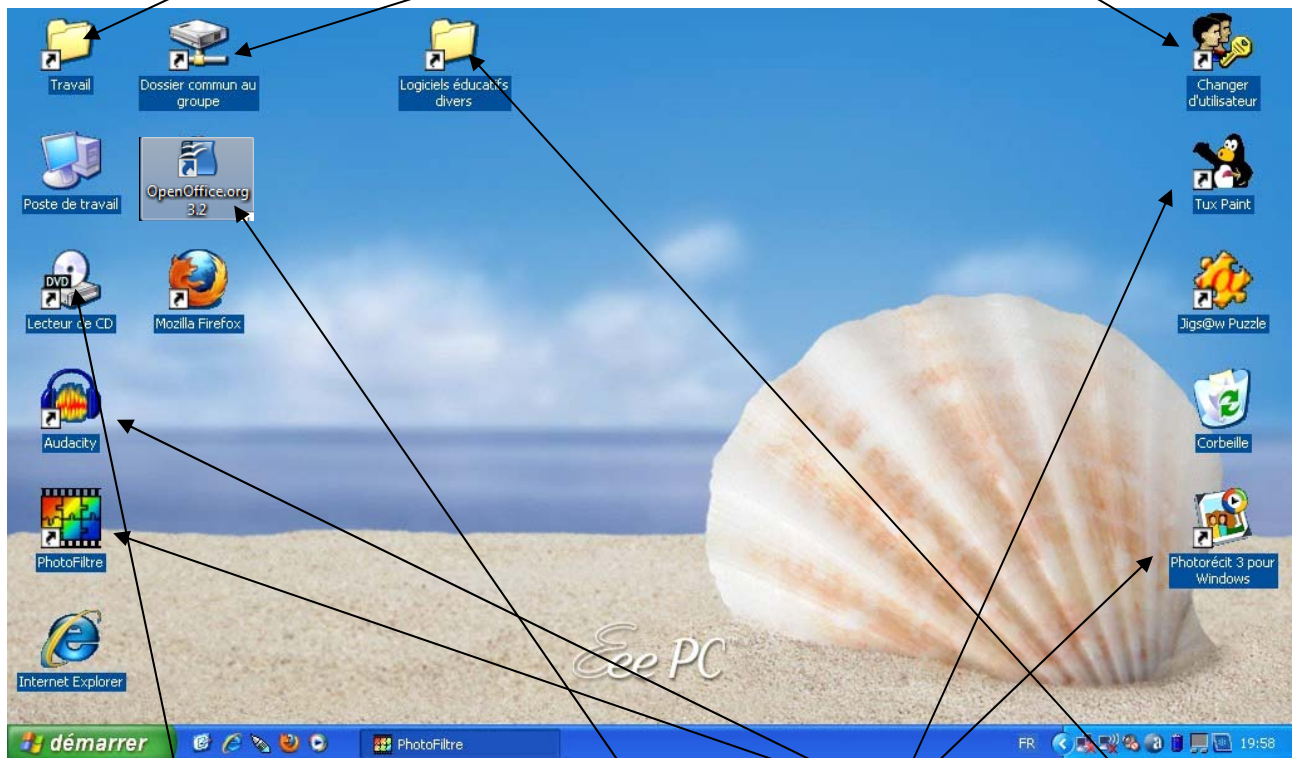 Travail
Dossier commun au
groupe
Logiciels éducatifs
divers
Changer
d'utilisateur
Poste de travail
OpenOffice.org
3.2
Tux Paint
DVD
Lecteur de CD
Mozilla Firefox
Jigs@w Puzzle
Audacity
Corbeille
PhotoFiltre
Photorécit 3 pour
Windows
Internet Explorer
Eee PC
démarrer
PhotoFiltre
FR
19:58